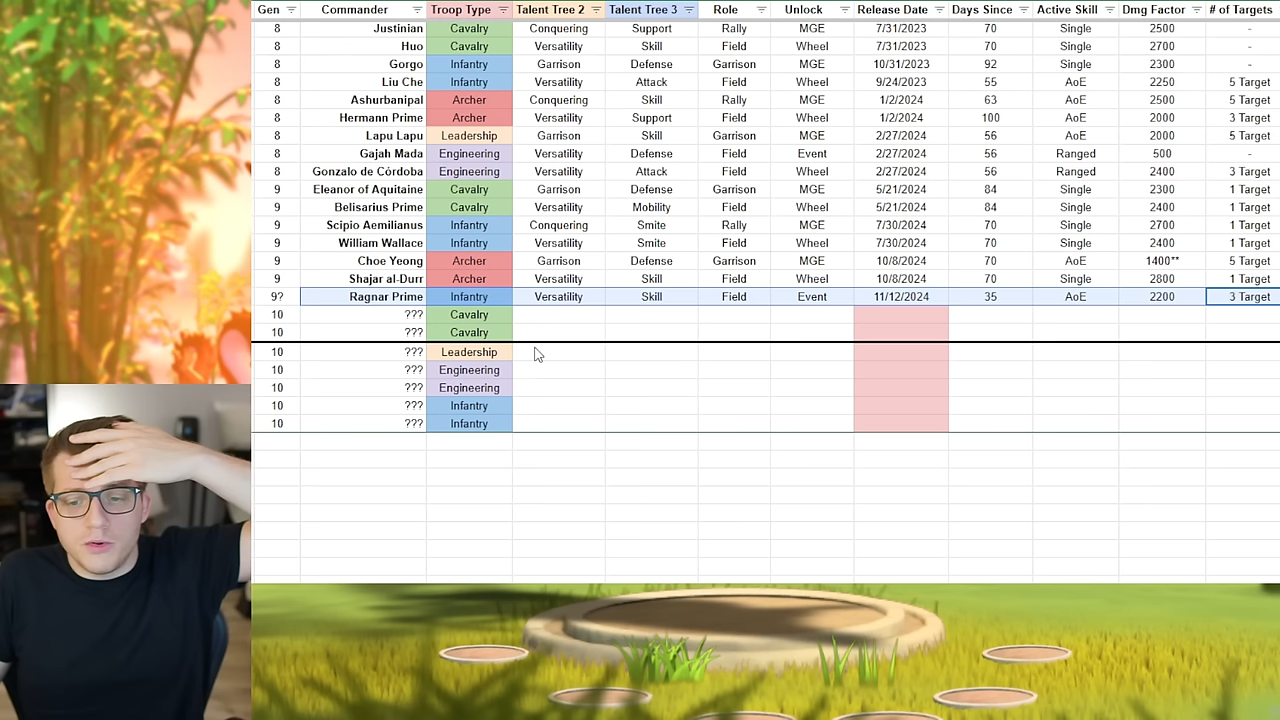 Gen Commander Troop Type Talent Tree 2 Talent Tree 3 Role Unlock Release Date Days Since Active Skill Dmg Factor # of Targets
8 Justinian Cavalry Conquering Support Rally MGE 7/31/2023 70 Single 2500 -
8 Huo Cavalry Versatility Skill Field Wheel 7/31/2023 70 Single 2700 -
8 Gorgo Infantry Garrison Defense Garrison MGE 10/31/2023 92 Single 2300 -
8 Liu Che Infantry Versatility Attack Field Wheel 9/24/2023 55 AoE 2250 5 Target
8 Ashurbanipal Archer Conquering Skill Rally MGE 1/2/2024 63 AoE 2500 5 Target
8 Hermann Prime Archer Versatility Support Field Wheel 1/2/2024 100 AoE 2000 3 Target
8 Lapu Lapu Leadership Garrison Skill Garrison MGE 2/27/2024 56 AoE 2000 5 Target
8 Gajah Mada Engineering Versatility Defense Field Event 2/27/2024 56 Ranged 500 -
8 Gonzalo de Córdoba Engineering Versatility Attack Field Wheel 2/27/2024 56 Ranged 2400 3 Target
9 Eleanor of Aquitaine Cavalry Garrison Defense Garrison MGE 5/21/2024 84 Single 2300 1 Target
9 Belisarius Prime Cavalry Versatility Mobility Field Wheel 5/21/2024 84 Single 2400 1 Target
9 Scipio Aemilianus Infantry Conquering Smite Rally MGE 7/30/2024 70 Single 2700 1 Target
9 William Wallace Infantry Versatility Smite Field Wheel 7/30/2024 70 Single 2400 1 Target
9 Choe Yeong Archer Garrison Defense Garrison MGE 10/8/2024 70 AoE 1400** 5 Target
9 Shajar al-Durr Archer Versatility Skill Field Wheel 10/8/2024 70 Single 2800 1 Target
9? Ragnar Prime Infantry Versatility Skill Field Event 11/12/2024 35 AoE 2200 3 Target
10 ??? Cavalry
10 ??? Cavalry
10 ??? Leadership
10 ??? Engineering
10 ??? Engineering
10 ??? Infantry
10 ??? Infantry